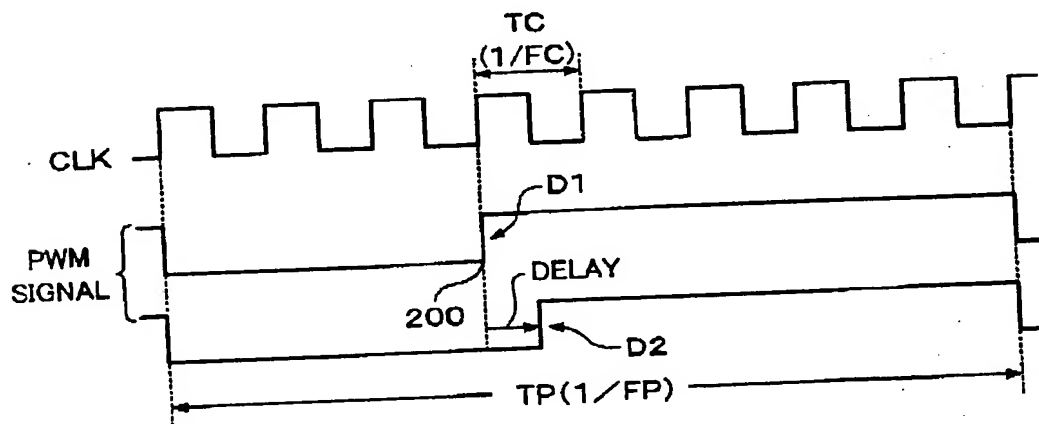 TC
(1/FC)
CLK
D1
PWM
SIGNAL
DELAY
200
D2
TP(1/FP)